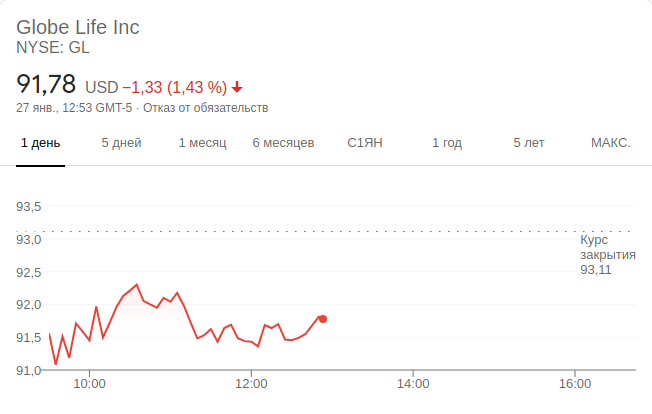 Globe Life Inc
NYSE: GL
91,78 USD −1,33 (1,43 %)
27 янв., 12:53 GMT-5 · Отказ от обязательств
1 день 5 дней 1 месяц 6 месяцев С1ЯН 1 год 5 лет МАКС.
93,5
93,0
Курс
закрытия
93,11
92,5
92,0
91,5
91,0
10:00 12:00 14:00 16:00